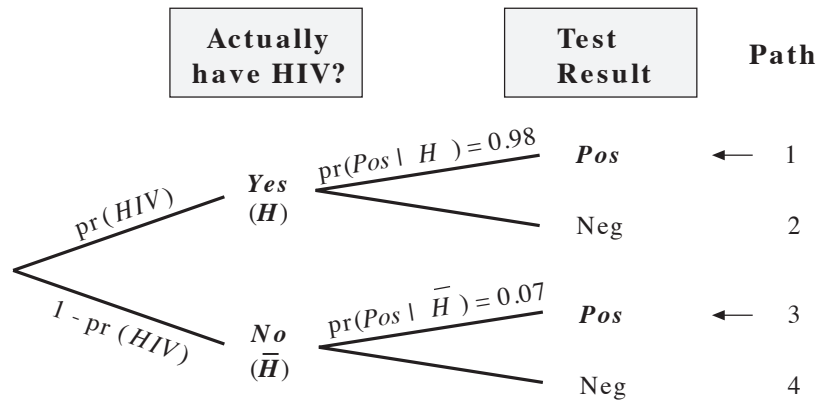 Actually have HIV?
Test Result
Path
pr(HIV)
1 - pr (HIV)
Yes
(H)
No
(H̅)
pr(Pos | H ) = 0.98
pr(Pos | H̅ ) = 0.07
Pos
1
Neg
2
Pos
3
Neg
4